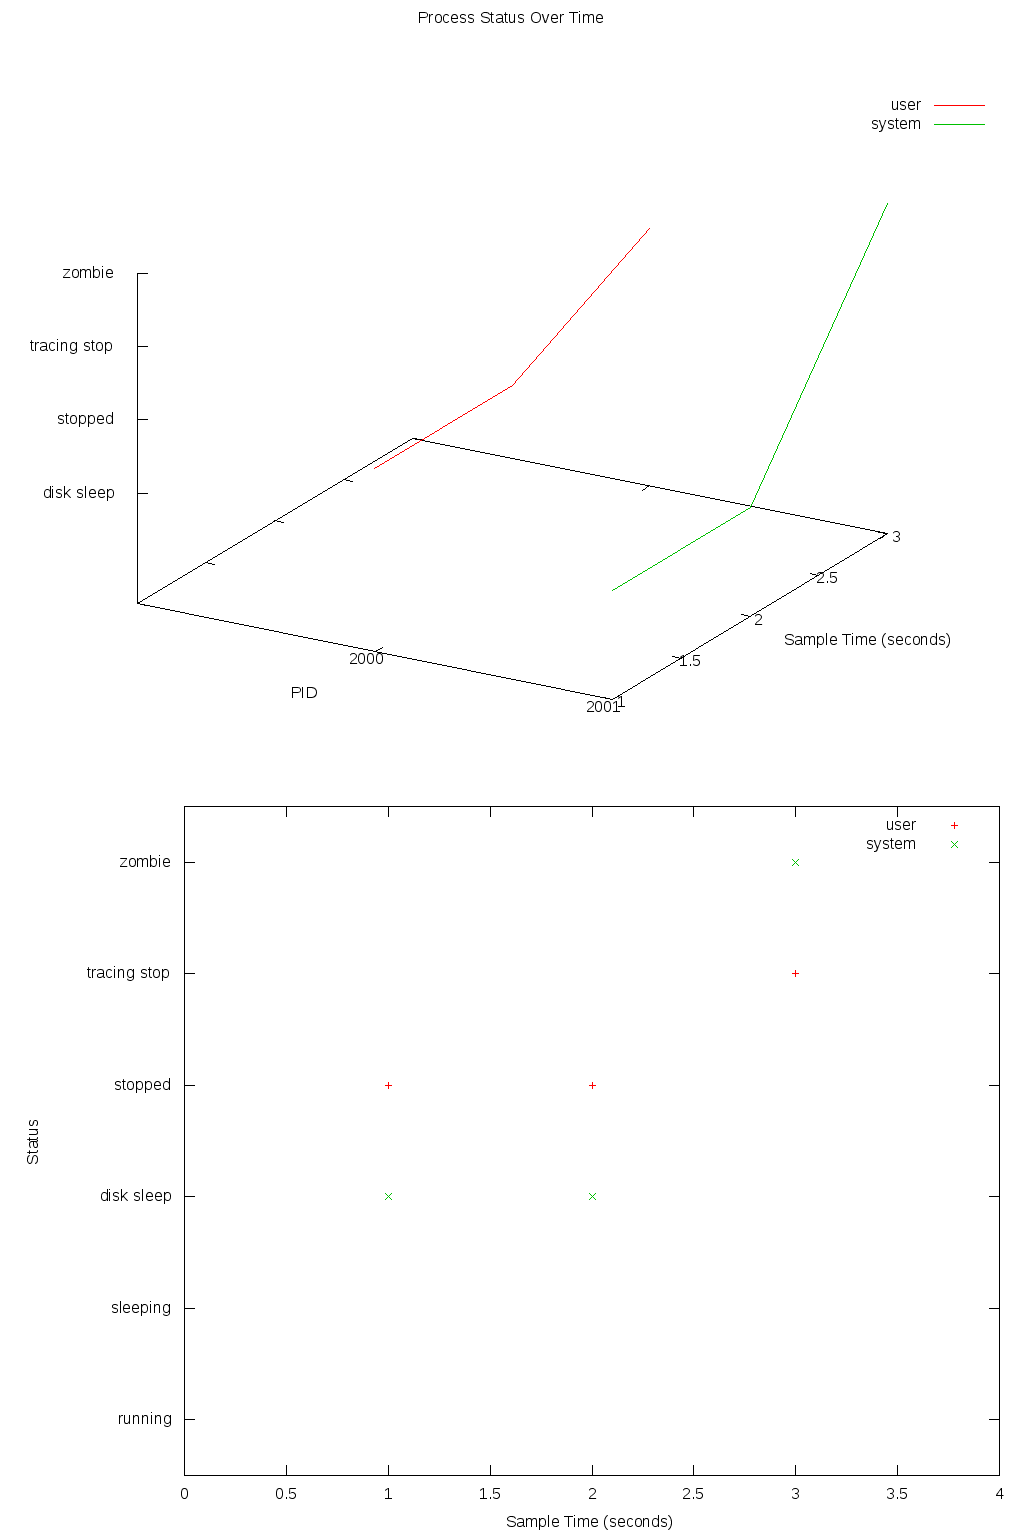 Process Status Over Time
user
system
zombie
tracing stop
stopped
disk sleep
3
2.5
2
Sample Time (seconds)
1.5
2000
PID
1
2001
user
system
zombie
tracing stop
stopped
Status
disk sleep
sleeping
running
0 0.5 1 1.5 2 2.5 3 3.5 4
Sample Time (seconds)